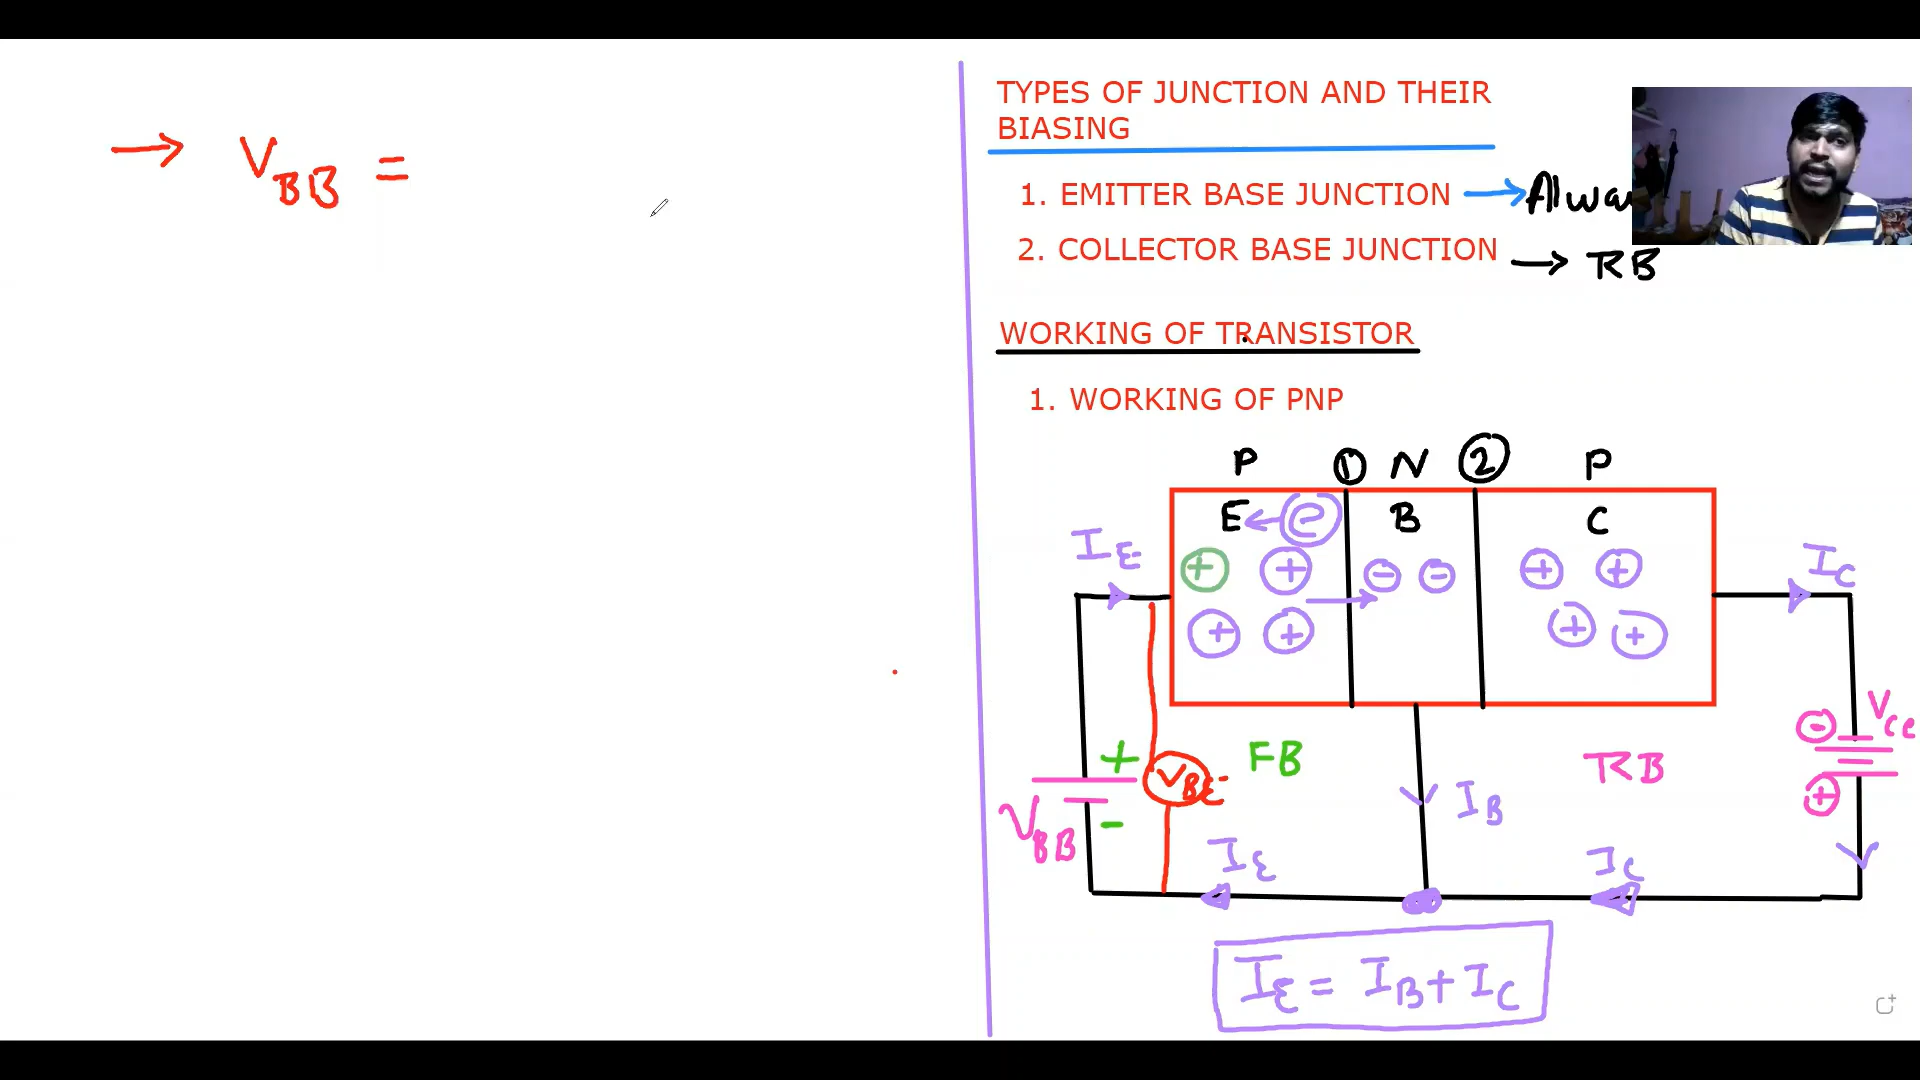 → V_BB =
TYPES OF JUNCTION AND THEIR
BIASING
1. EMITTER BASE JUNCTION →
2. COLLECTOR BASE JUNCTION → RB
WORKING OF TRANSISTOR
1. WORKING OF PNP
P 1 N 2 P
E ← e B C
I_E
+ + - - + +
I_C
+ + + +
V_CC
-
+ V_BE FB RB
+
V_BB - I_B
I_E I_C
I_E = I_B + I_C